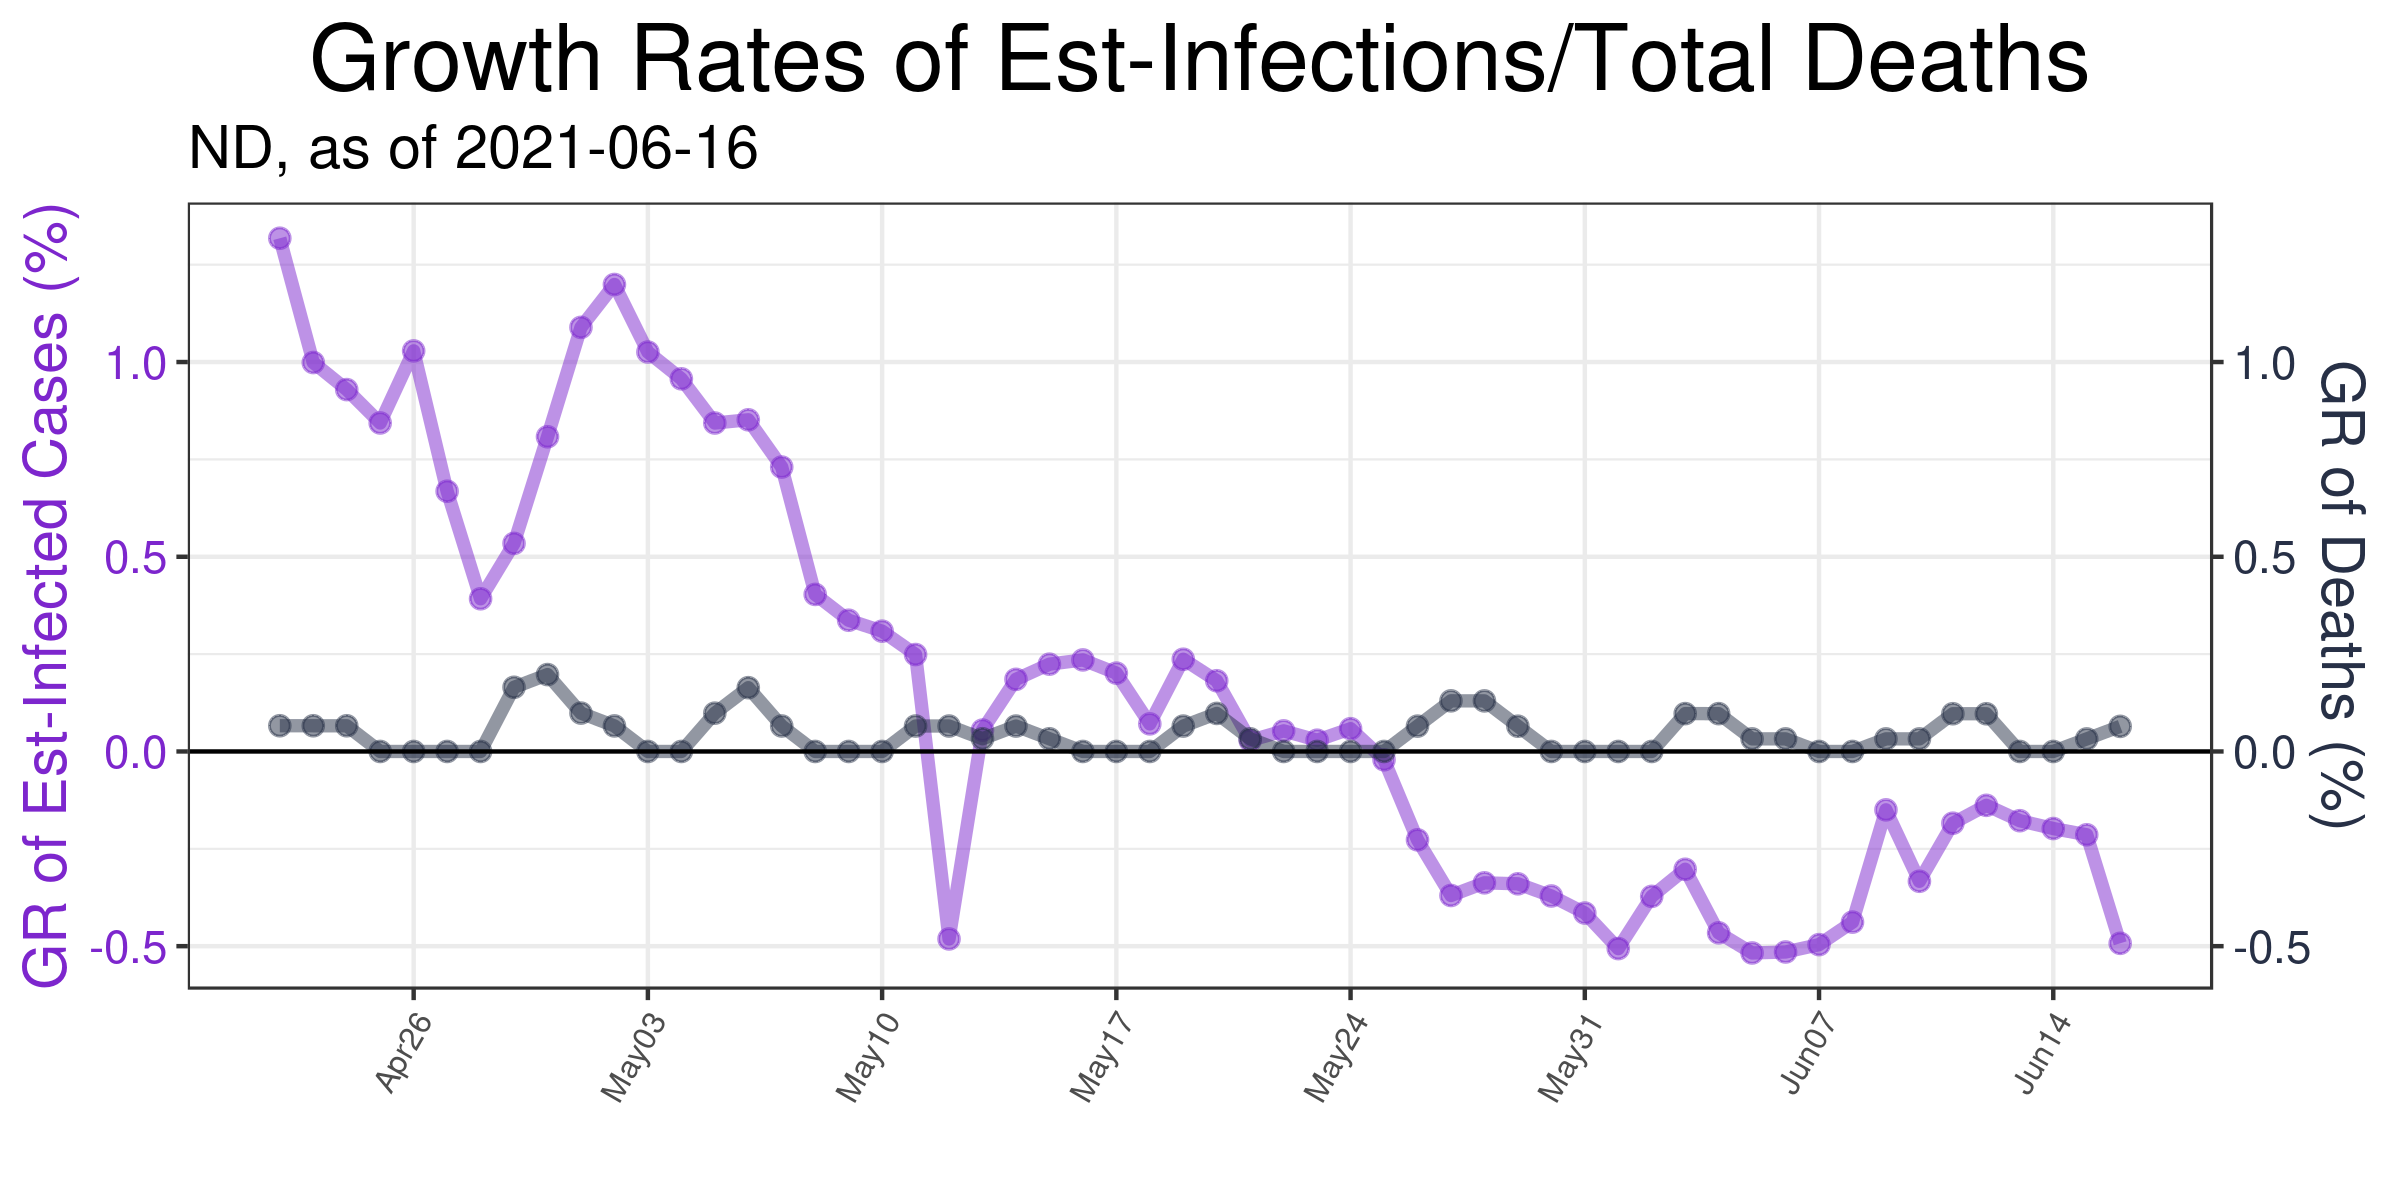 Growth Rates of Est-Infections/Total Deaths
ND, as of 2021-06-16
GR of Est-Infected Cases (%)
1.0
0.5
0.0
-0.5
1.0
0.5
0.0
-0.5
GR of Deaths (%)
Apr26
May03
May10
May17
May24
May31
Jun07
Jun14